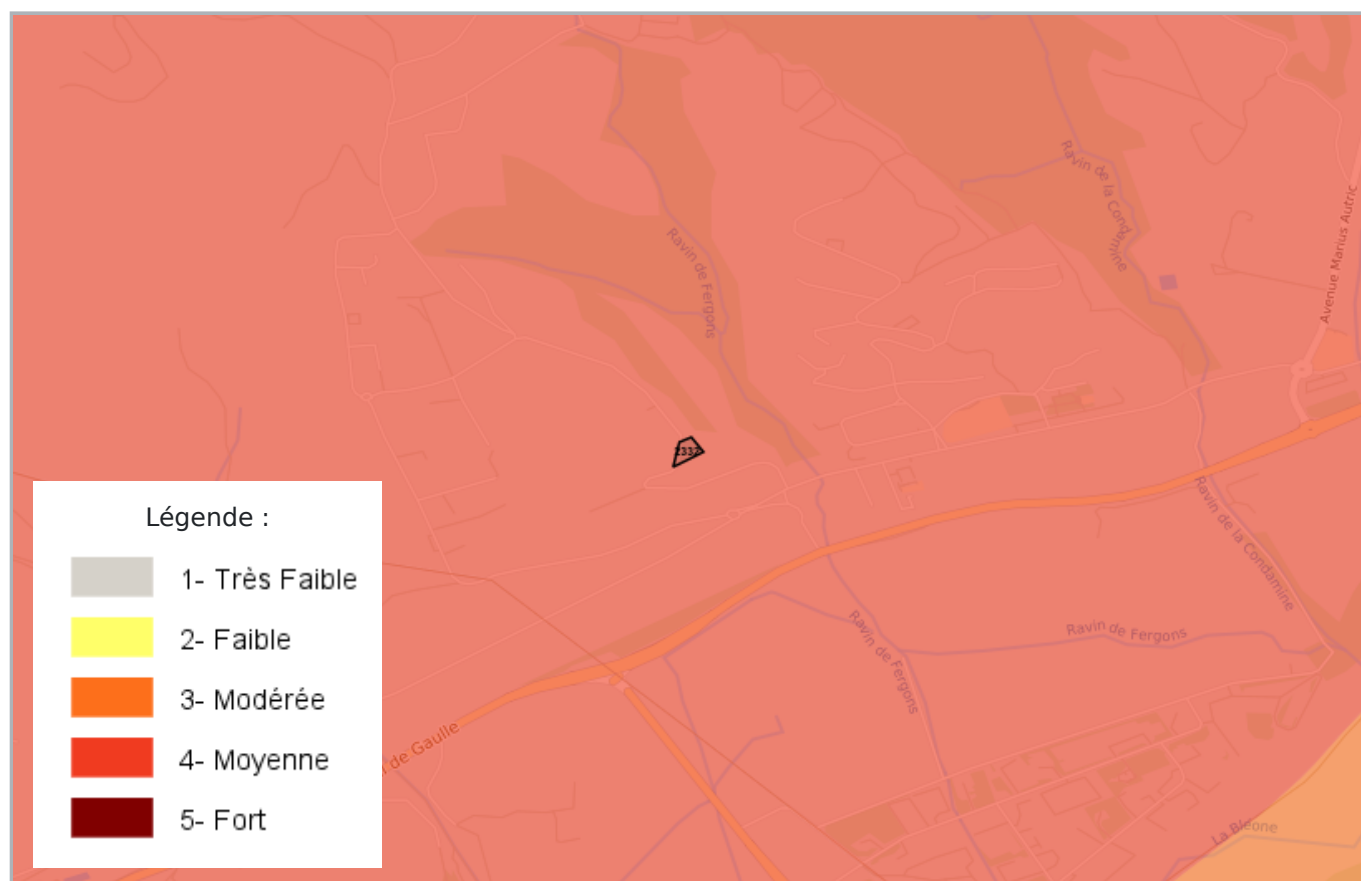 Ravin de la Condamine
Avenue Marius Autric
Ravin de Fergons
2332
Légende :
1- Très Faible
2- Faible
3- Modérée
4- Moyenne
5- Fort
de Gaulle
Ravin de la Condamine
Ravin de Fergons
Ravin de Fergons
La Bléone